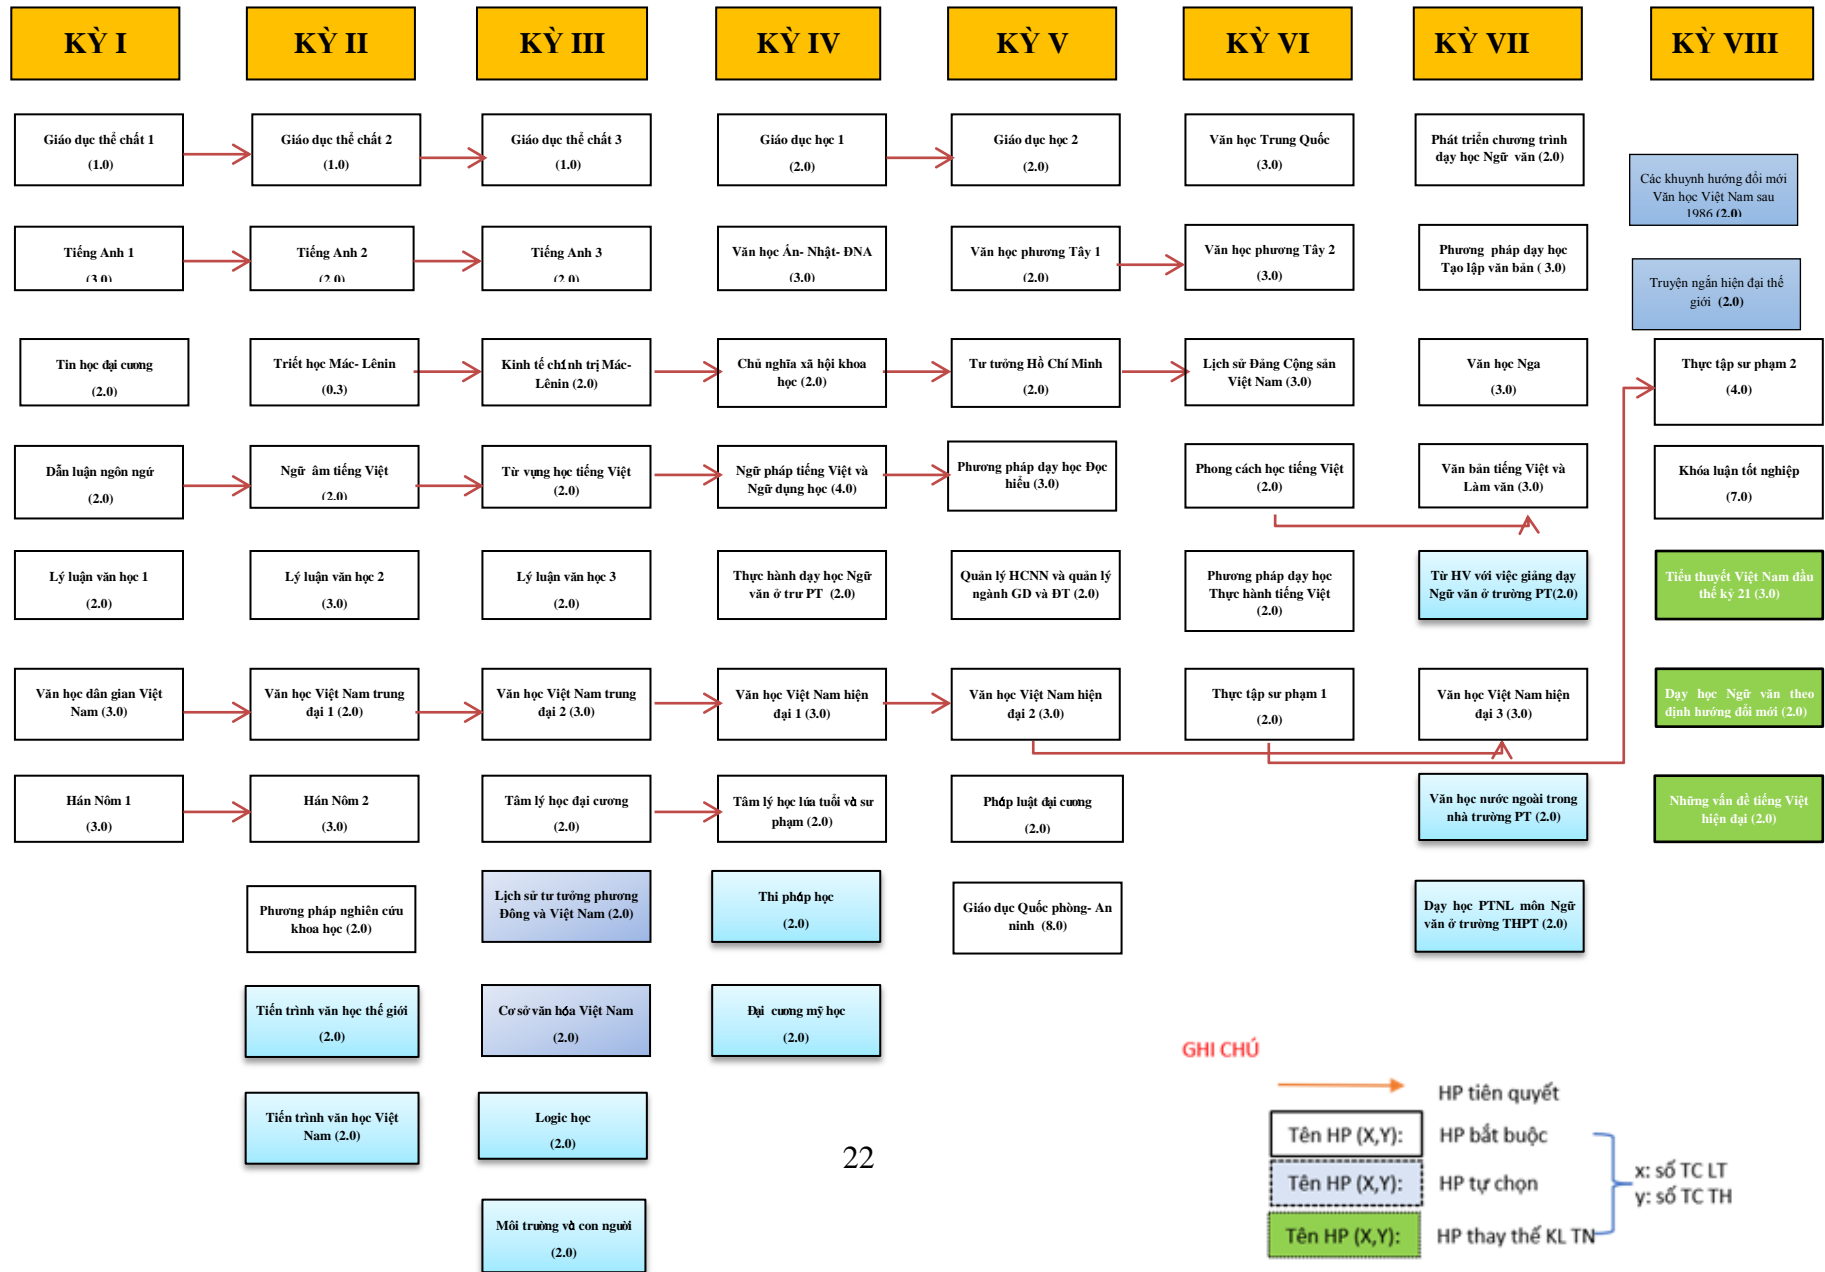 KỲ I
KỲ II
KỲ III
KỲ IV
KỲ V
KỲ VI
KỲ VII
KỲ VIII
Giáo dục thể chất 1
(1.0)
Giáo dục thể chất 2
(1.0)
Giáo dục thể chất 3
(1.0)
Giáo dục học 1
(2.0)
Giáo dục học 2
(2.0)
Văn học Trung Quốc
(3.0)
Phát triển chương trình
dạy học Ngữ văn (2.0)
Các khuynh hướng đổi mới
Văn học Việt Nam sau
1986 (2.0)
Tiếng Anh 1
(3.0)
Tiếng Anh 2
(2.0)
Tiếng Anh 3
(2.0)
Văn học Ấn- Nhật- ĐNA
(3.0)
Văn học phương Tây 1
(2.0)
Văn học phương Tây 2
(3.0)
Phương pháp dạy học
Tạo lập văn bản ( 3.0)
Truyện ngắn hiện đại thế
giới (2.0)
Tin học đại cương
(2.0)
Triết học Mác- Lênin
(0.3)
Kinh tế chính trị Mác-
Lênin (2.0)
Chủ nghĩa xã hội khoa
học (2.0)
Tư tưởng Hồ Chí Minh
(2.0)
Lịch sử Đảng Cộng sản
Việt Nam (3.0)
Văn học Nga
(3.0)
Thực tập sư phạm 2
(4.0)
Dẫn luận ngôn ngữ
(2.0)
Ngữ âm tiếng Việt
(2.0)
Từ vựng học tiếng Việt
(2.0)
Ngữ pháp tiếng Việt và
Ngữ dụng học (4.0)
Phương pháp dạy học Đọc
hiểu (3.0)
Phong cách học tiếng Việt
(2.0)
Văn bản tiếng Việt và
Làm văn (3.0)
Khóa luận tốt nghiệp
(7.0)
Lý luận văn học 1
(2.0)
Lý luận văn học 2
(3.0)
Lý luận văn học 3
(2.0)
Thực hành dạy học Ngữ
văn ở trư PT (2.0)
Quản lý HCNN và quản lý
ngành GD và ĐT (2.0)
Phương pháp dạy học
Thực hành tiếng Việt
(2.0)
Từ HV với việc giảng dạy
Ngữ văn ở trường PT(2.0)
Tiểu thuyết Việt Nam đầu
thế kỷ 21 (3.0)
Văn học dân gian Việt
Nam (3.0)
Văn học Việt Nam trung
đại 1 (2.0)
Văn học Việt Nam trung
đại 2 (3.0)
Văn học Việt Nam hiện
đại 1 (3.0)
Văn học Việt Nam hiện
đại 2 (3.0)
Thực tập sư phạm 1
(2.0)
Văn học Việt Nam hiện
đại 3 (3.0)
Dạy học Ngữ văn theo
định hướng đổi mới (2.0)
Hán Nôm 1
(3.0)
Hán Nôm 2
(3.0)
Tâm lý học đại cương
(2.0)
Tâm lý học lứa tuổi và sư
phạm (2.0)
Pháp luật đại cương
(2.0)
Văn học nước ngoài trong
nhà trường PT (2.0)
Những vấn đề tiếng Việt
hiện đại (2.0)
Phương pháp nghiên cứu
khoa học (2.0)
Lịch sử tư tưởng phương
Đông và Việt Nam (2.0)
Thi pháp học
(2.0)
Giáo dục Quốc phòng- An
ninh (8.0)
Dạy học PTNL môn Ngữ
văn ở trường THPT (2.0)
Tiến trình văn học thế giới
(2.0)
Cơ sở văn hóa Việt Nam
(2.0)
Đại cương mỹ học
(2.0)
Tiến trình văn học Việt
Nam (2.0)
Logic học
(2.0)
Môi trường và con người
(2.0)
22
GHI CHÚ
HP tiên quyết
Tên HP (X,Y):
HP bắt buộc
Tên HP (X,Y):
HP tự chọn
Tên HP (X,Y):
HP thay thế KL TN
x: số TC LT
y: số TC TH